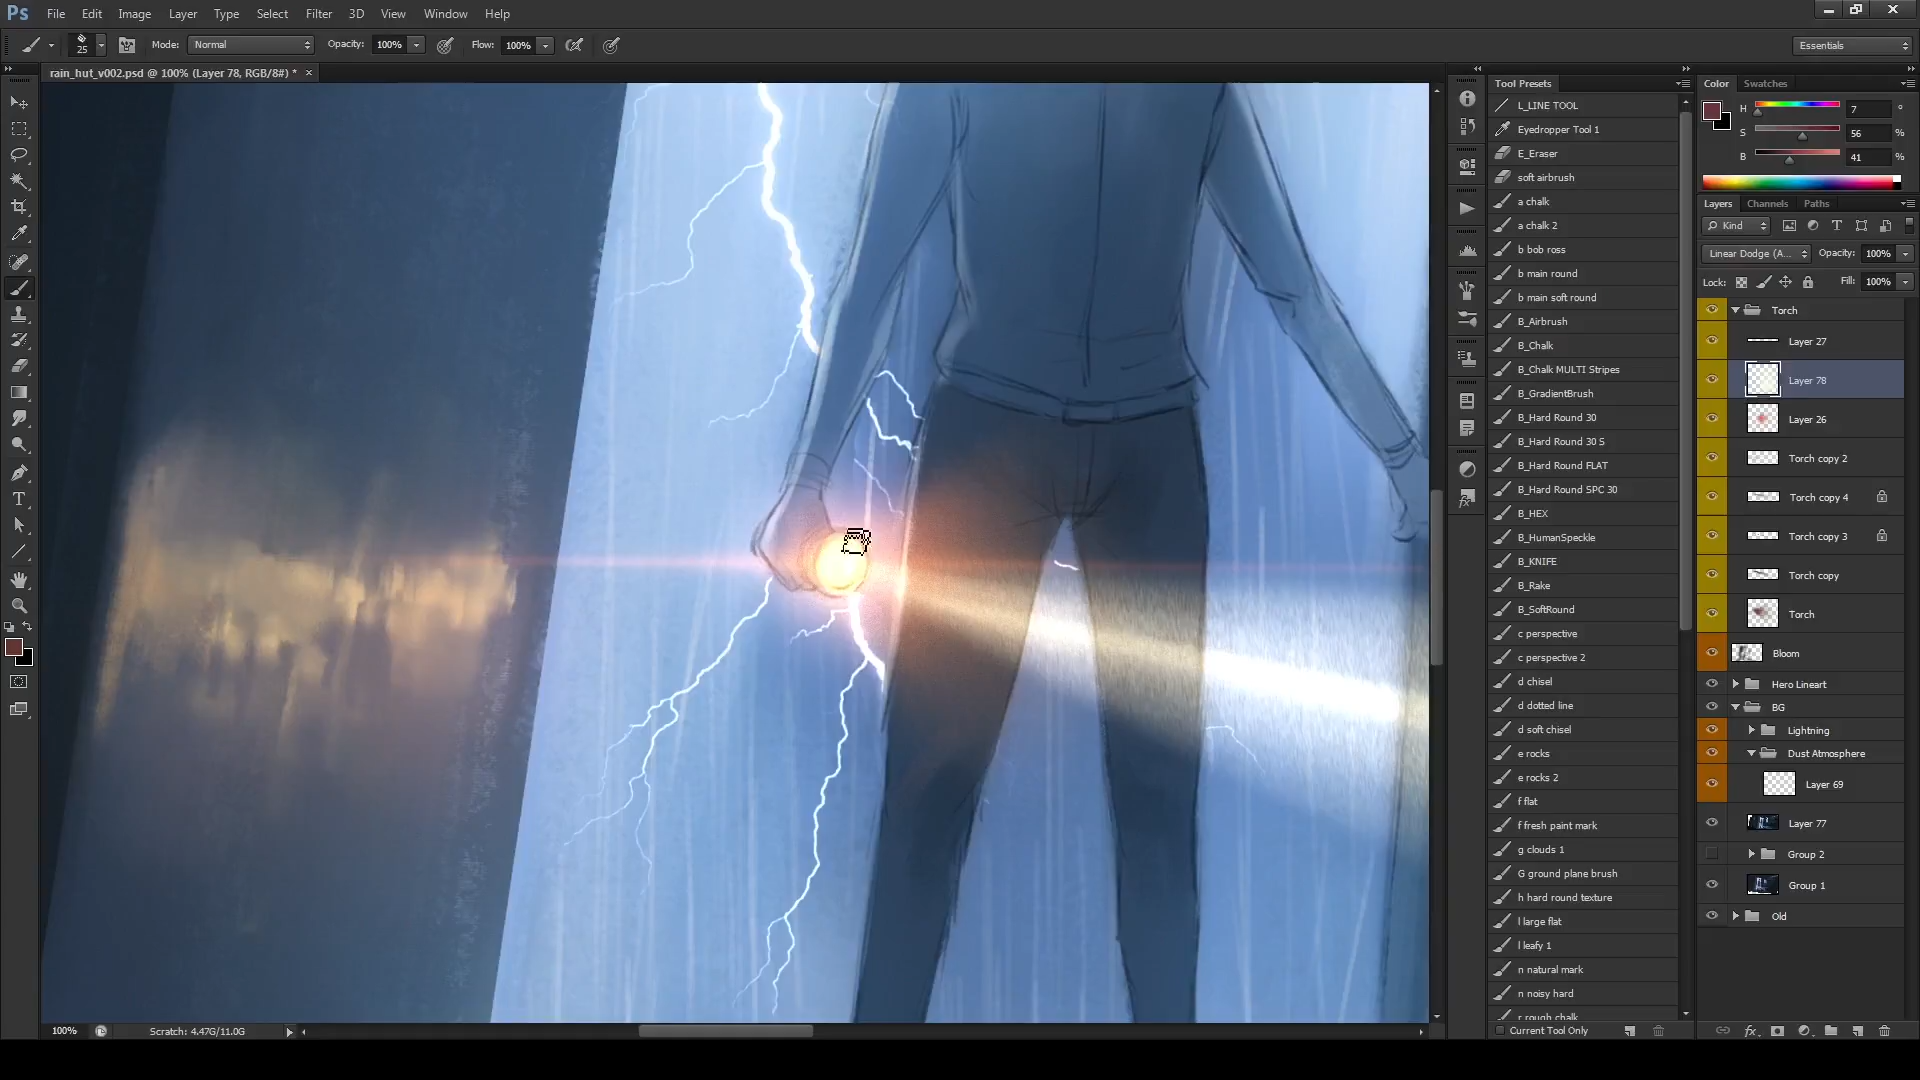 Ps File Edit Image Layer Type Select Filter 3D View Window Help
25 Mode: Normal Opacity: 100% Flow: 100% Essentials
rain_hut_v002.psd @ 100% (Layer 78, RGB/8#) * ×
Tool Presets
L_LINE TOOL
Eyedropper Tool 1
E_Eraser
soft airbrush
a chalk
a chalk 2
b bob ross
b main round
b main soft round
B_Airbrush
B_Chalk
B_Chalk MULTI Stripes
B_GradientBrush
B_Hard Round 30
B_Hard Round 30 S
B_Hard Round FLAT
B_Hard Round SPC 30
B_HEX
B_HumanSpeckle
B_KNIFE
B_Rake
B_SoftRound
c perspective
c perspective 2
d chisel
d dotted line
d soft chisel
e rocks
e rocks 2
f flat
f fresh paint mark
g clouds 1
G ground plane brush
h hard round texture
l large flat
l leafy 1
n natural mark
n noisy hard
r rough chalk
Current Tool Only
Color Swatches
H 7 °
S 56 %
B 41 %
Layers Channels Paths
Kind
Linear Dodge (A... Opacity: 100%
Lock: Fill: 100%
Torch
Layer 27
Layer 78
Layer 26
Torch copy 2
Torch copy 4
Torch copy 3
Torch copy
Torch
Bloom
Hero Lineart
BG
Lightning
Dust Atmosphere
Layer 69
Layer 77
Group 2
Group 1
Old
100% Scratch: 4.47G/11.0G